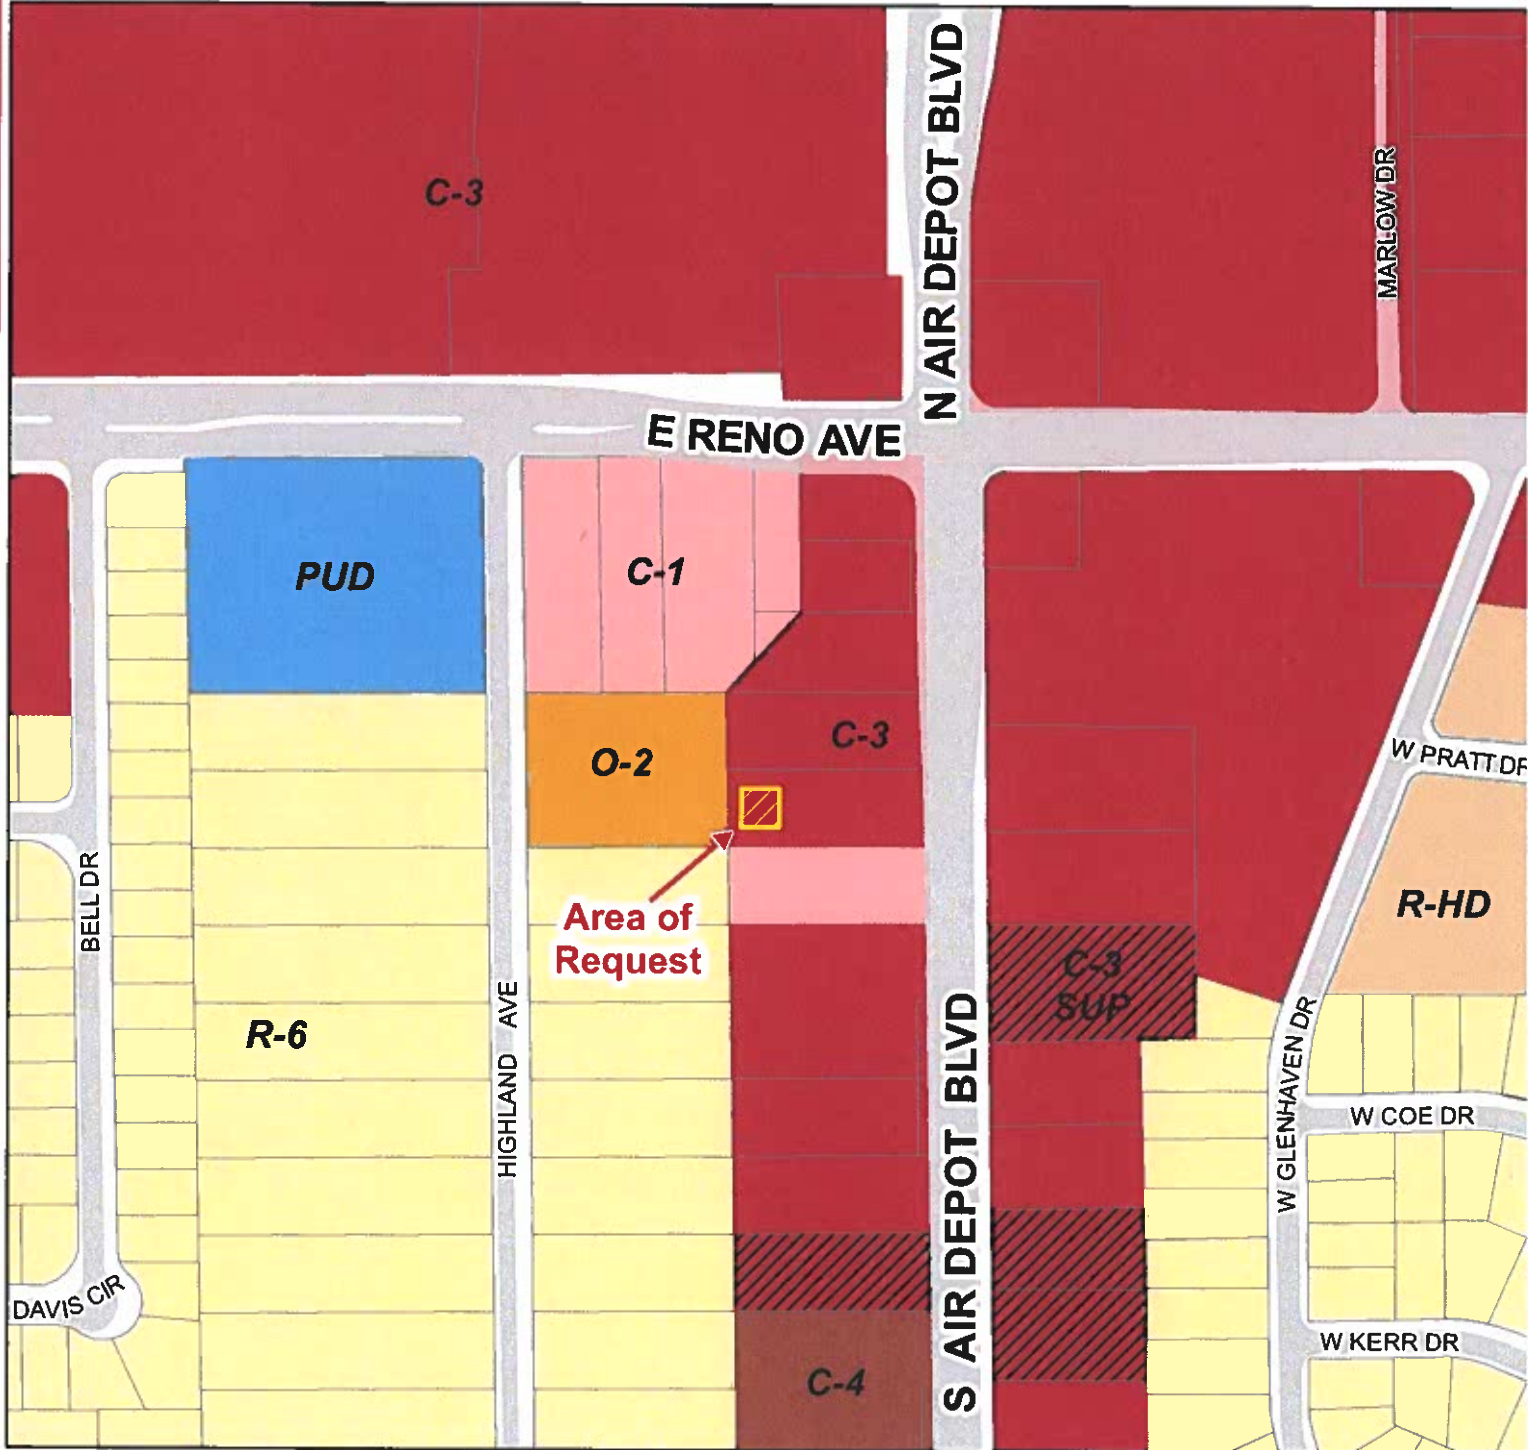 N AIR DEPOT BLVD
MARLOW DR
C-3
E RENO AVE
PUD
C-1
C-3
O-2
W PRATT DR
Area of
Request
BELL DR
R-HD
C-3
SUP
HIGHLAND AVE
R-6
S AIR DEPOT BLVD
W GLENHAVEN DR
W COE DR
DAVIS CIR
W KERR DR
C-4